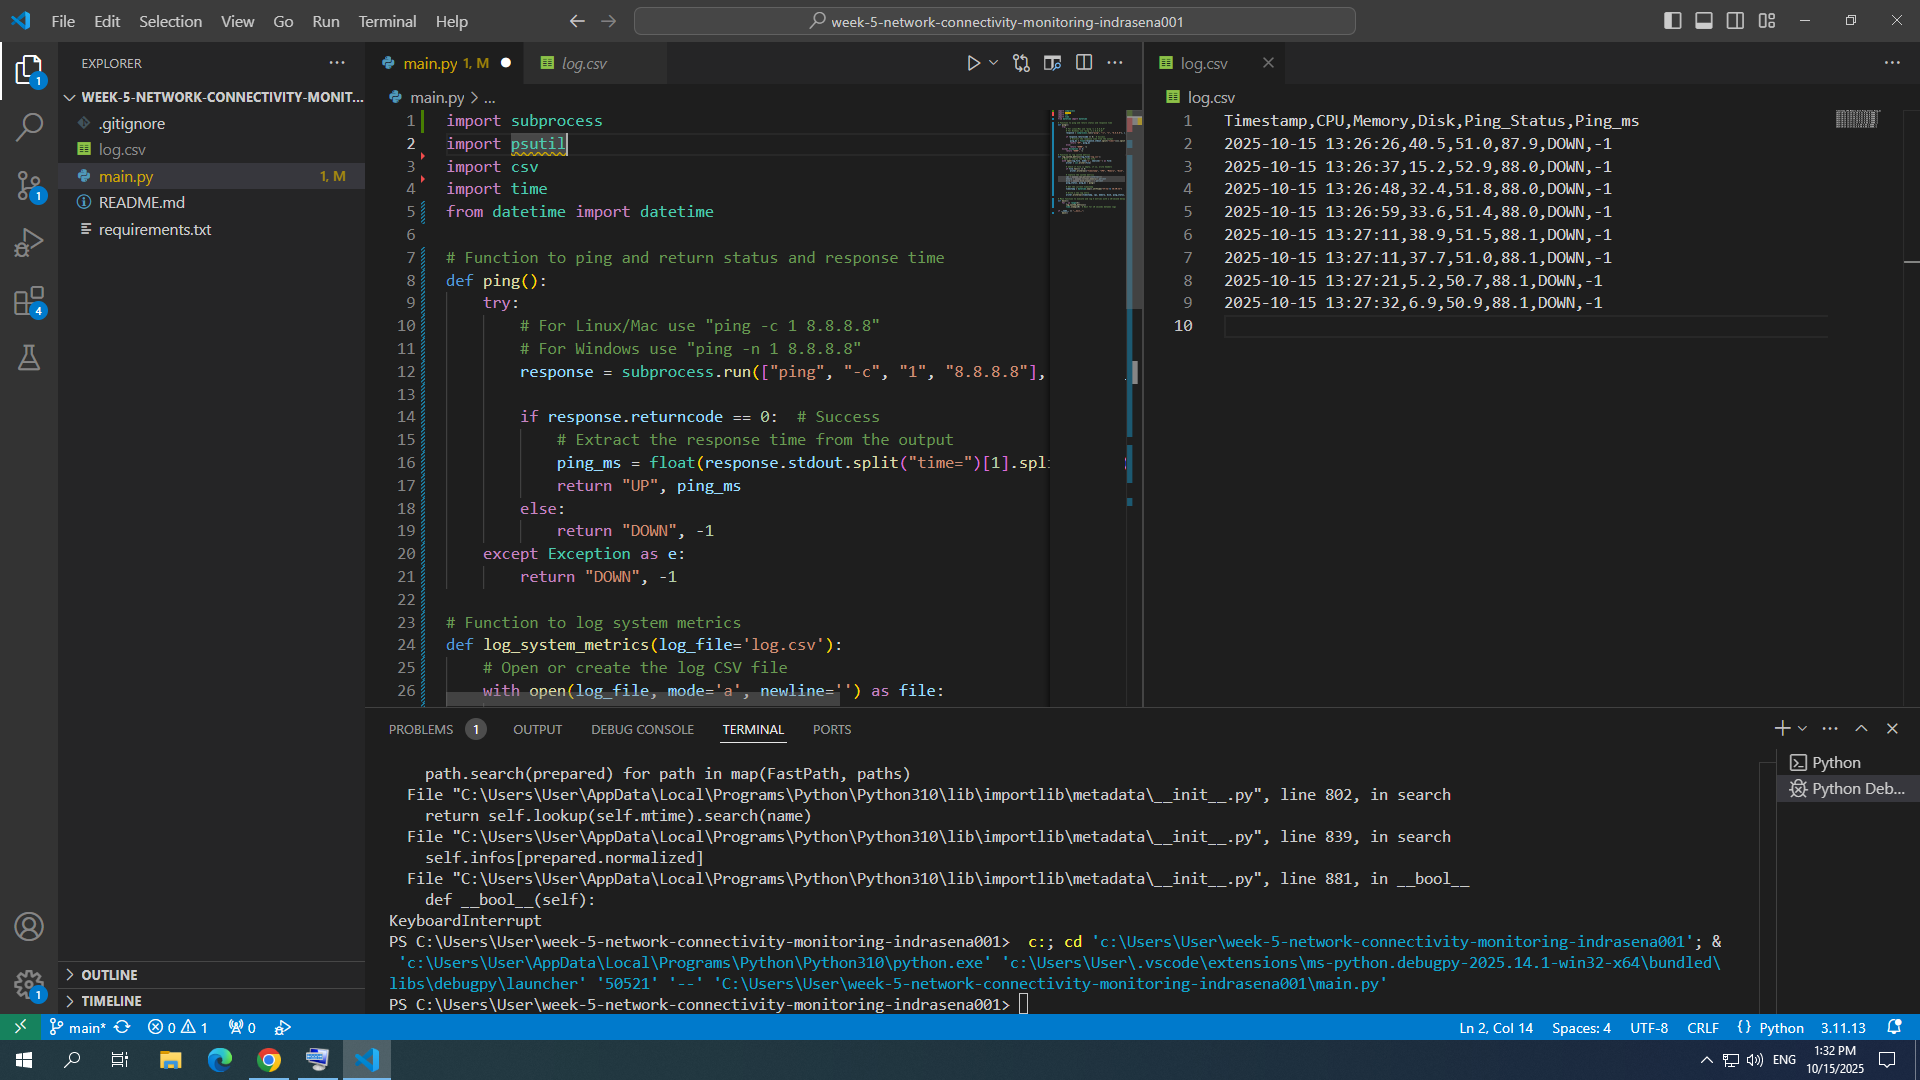 File Edit Selection View Go Run Terminal Help
week-5-network-connectivity-monitoring-indrasena001
EXPLORER
WEEK-5-NETWORK-CONNECTIVITY-MONIT...
.gitignore
log.csv
main.py 1, M
README.md
requirements.txt
OUTLINE
TIMELINE
1
1
4
1
main.py 1, M
log.csv
main.py > ...
1 import subprocess
2 import psutil
3 import csv
4 import time
5 from datetime import datetime
6
7 # Function to ping and return status and response time
8 def ping():
9 try:
10 # For Linux/Mac use "ping -c 1 8.8.8.8"
11 # For Windows use "ping -n 1 8.8.8.8"
12 response = subprocess.run(["ping", "-c", "1", "8.8.8.8"],
13
14 if response.returncode == 0:  # Success
15 # Extract the response time from the output
16 ping_ms = float(response.stdout.split("time=")[1].spli
17 return "UP", ping_ms
18 else:
19 return "DOWN", -1
20 except Exception as e:
21 return "DOWN", -1
22
23 # Function to log system metrics
24 def log_system_metrics(log_file='log.csv'):
25 # Open or create the log CSV file
26 with open(log_file, mode='a', newline='') as file:
log.csv
log.csv
1 Timestamp,CPU,Memory,Disk,Ping_Status,Ping_ms
2 2025-10-15 13:26:26,40.5,51.0,87.9,DOWN,-1
3 2025-10-15 13:26:37,15.2,52.9,88.0,DOWN,-1
4 2025-10-15 13:26:48,32.4,51.8,88.0,DOWN,-1
5 2025-10-15 13:26:59,33.6,51.4,88.0,DOWN,-1
6 2025-10-15 13:27:11,38.9,51.5,88.1,DOWN,-1
7 2025-10-15 13:27:11,37.7,51.0,88.1,DOWN,-1
8 2025-10-15 13:27:21,5.2,50.7,88.1,DOWN,-1
9 2025-10-15 13:27:32,6.9,50.9,88.1,DOWN,-1
10
PROBLEMS 1 OUTPUT DEBUG CONSOLE TERMINAL PORTS
path.search(prepared) for path in map(FastPath, paths)
File "C:\Users\User\AppData\Local\Programs\Python\Python310\lib\importlib\metadata\__init__.py", line 802, in search
return self.lookup(self.mtime).search(name)
File "C:\Users\User\AppData\Local\Programs\Python\Python310\lib\importlib\metadata\__init__.py", line 839, in search
self.infos[prepared.normalized]
File "C:\Users\User\AppData\Local\Programs\Python\Python310\lib\importlib\metadata\__init__.py", line 881, in __bool__
def __bool__(self):
KeyboardInterrupt
PS C:\Users\User\week-5-network-connectivity-monitoring-indrasena001>  c:; cd 'c:\Users\User\week-5-network-connectivity-monitoring-indrasena001'; &
'c:\Users\User\AppData\Local\Programs\Python\Python310\python.exe' 'c:\Users\User\.vscode\extensions\ms-python.debugpy-2025.14.1-win32-x64\bundled\
libs\debugpy\launcher' '50521' '--' 'C:\Users\User\week-5-network-connectivity-monitoring-indrasena001\main.py'
PS C:\Users\User\week-5-network-connectivity-monitoring-indrasena001>
Python
Python Deb...
main* 0 1 0
Ln 2, Col 14 Spaces: 4 UTF-8 CRLF {} Python 3.11.13
ENG
1:32 PM
10/15/2025